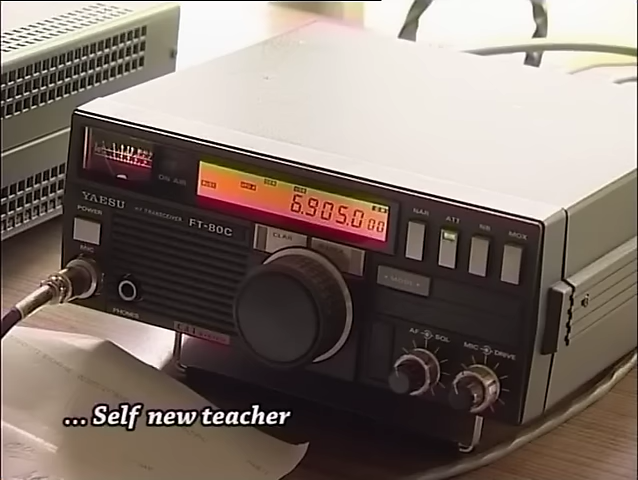 ON AIR
YAESU
HF TRANSCEIVER
FT-80C
POWER
MIC
PHONES
6.905.0 00
CLAR
NAR
ATT
NB
MOX
AF SQL
MIC DRIVE
... Self new teacher